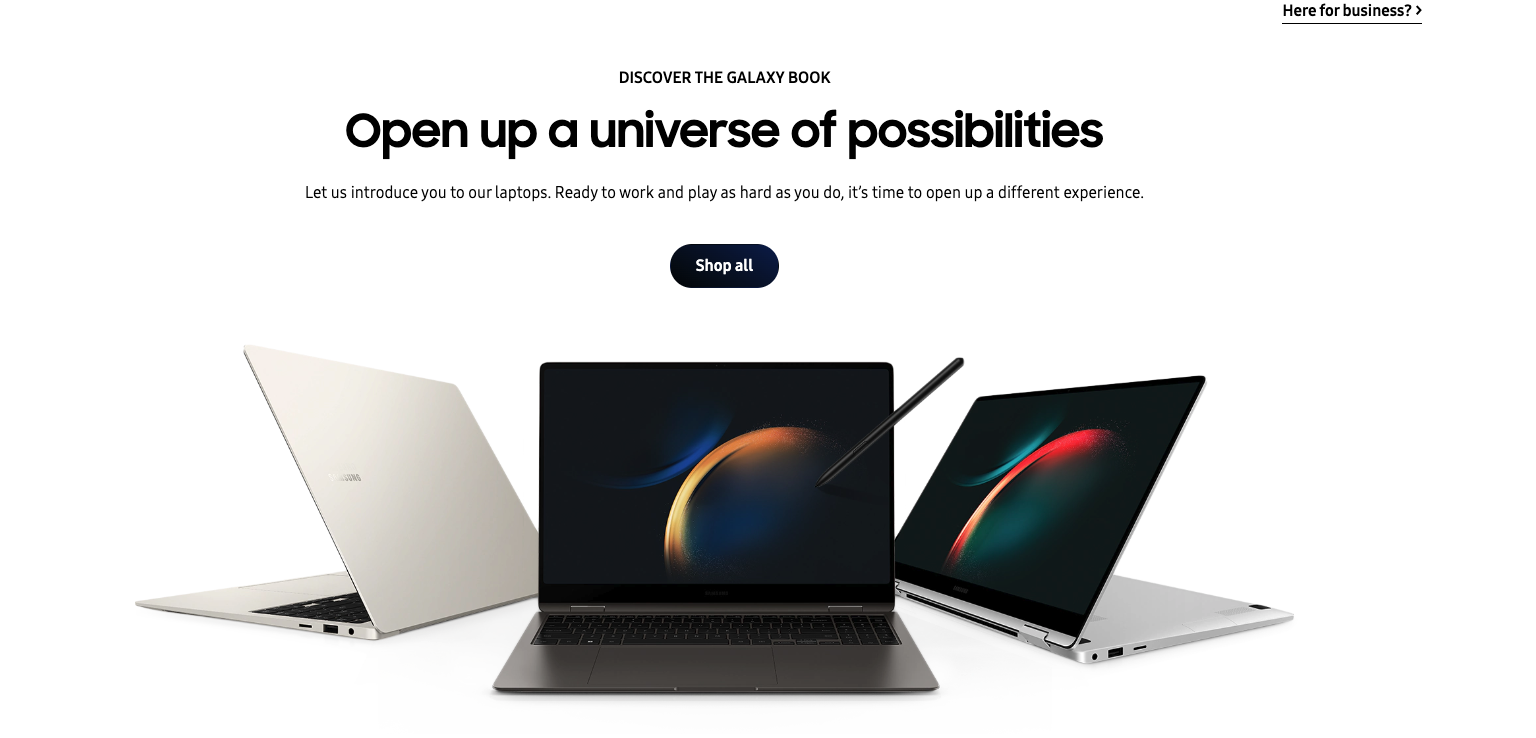 Here for business? >
DISCOVER THE GALAXY BOOK
Open up a universe of possibilities
Let us introduce you to our laptops. Ready to work and play as hard as you do, it’s time to open up a different experience.
Shop all
SAMSUNG